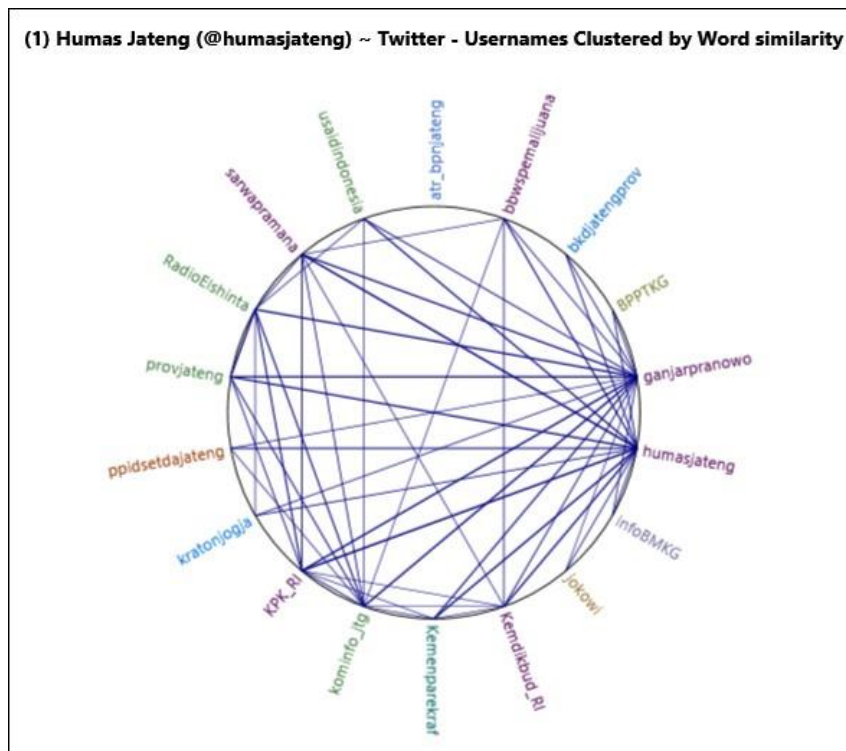 (1) Humas Jateng (@humasjateng) ~ Twitter - Usernames Clustered by Word similarity
atr_bpnjateng
bbwspemalijuana
bkdjatengprov
BPPTKG
ganjarpranowo
humasjateng
infoBMKG
jokowi
Kemdikbud_RI
Kemenparekraf
kominfo_jtg
KPK_RI
kratonjogja
ppidsetdajateng
provjateng
RadioElshinta
sarwapramana
usaidindonesia